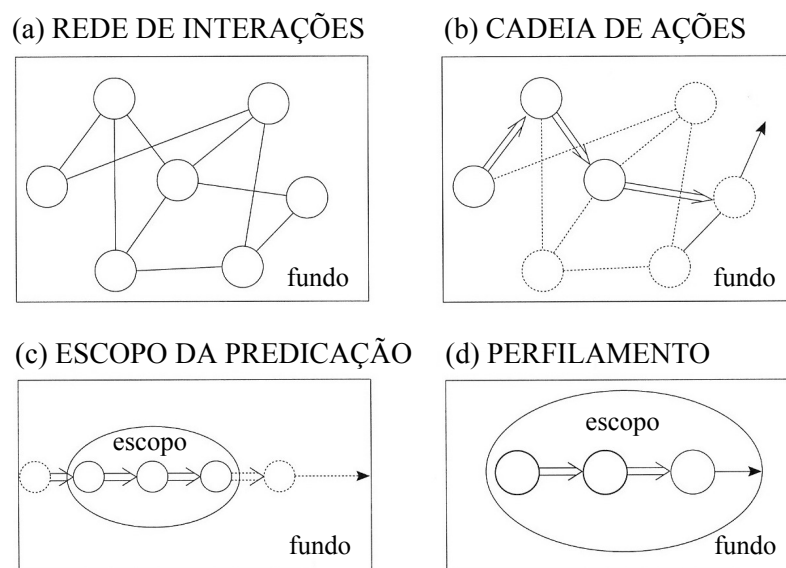 (a) REDE DE INTERAÇÕES
(b) CADEIA DE AÇÕES
fundo
fundo
(c) ESCOPO DA PREDICAÇÃO
(d) PERFILAMENTO
escopo
fundo
escopo
fundo